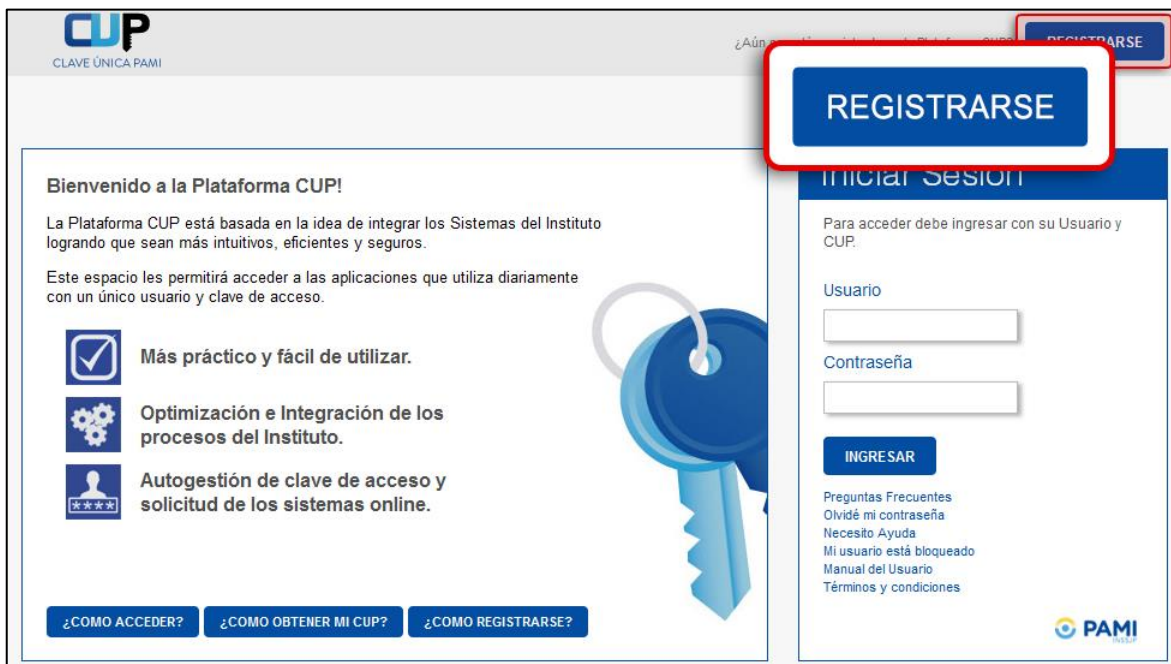 CUP
CLAVE ÚNICA PAMI
¿Aún
REGISTRARSE
REGISTRARSE
Bienvenido a la Plataforma CUP!
La Plataforma CUP está basada en la idea de integrar los Sistemas del Instituto
logrando que sean más intuitivos, eficientes y seguros.
Este espacio les permitirá acceder a las aplicaciones que utiliza diariamente
con un único usuario y clave de acceso.
Más práctico y fácil de utilizar.
Optimización e Integración de los
procesos del Instituto.
Autogestión de clave de acceso y
solicitud de los sistemas online.
¿COMO ACCEDER?
¿COMO OBTENER MI CUP?
¿COMO REGISTRARSE?
Iniciar Sesión
Para acceder debe ingresar con su Usuario y
CUP.
Usuario
Contraseña
INGRESAR
Preguntas Frecuentes
Olvidé mi contraseña
Necesito Ayuda
Mi usuario está bloqueado
Manual del Usuario
Términos y condiciones
PAMI
INSSJP